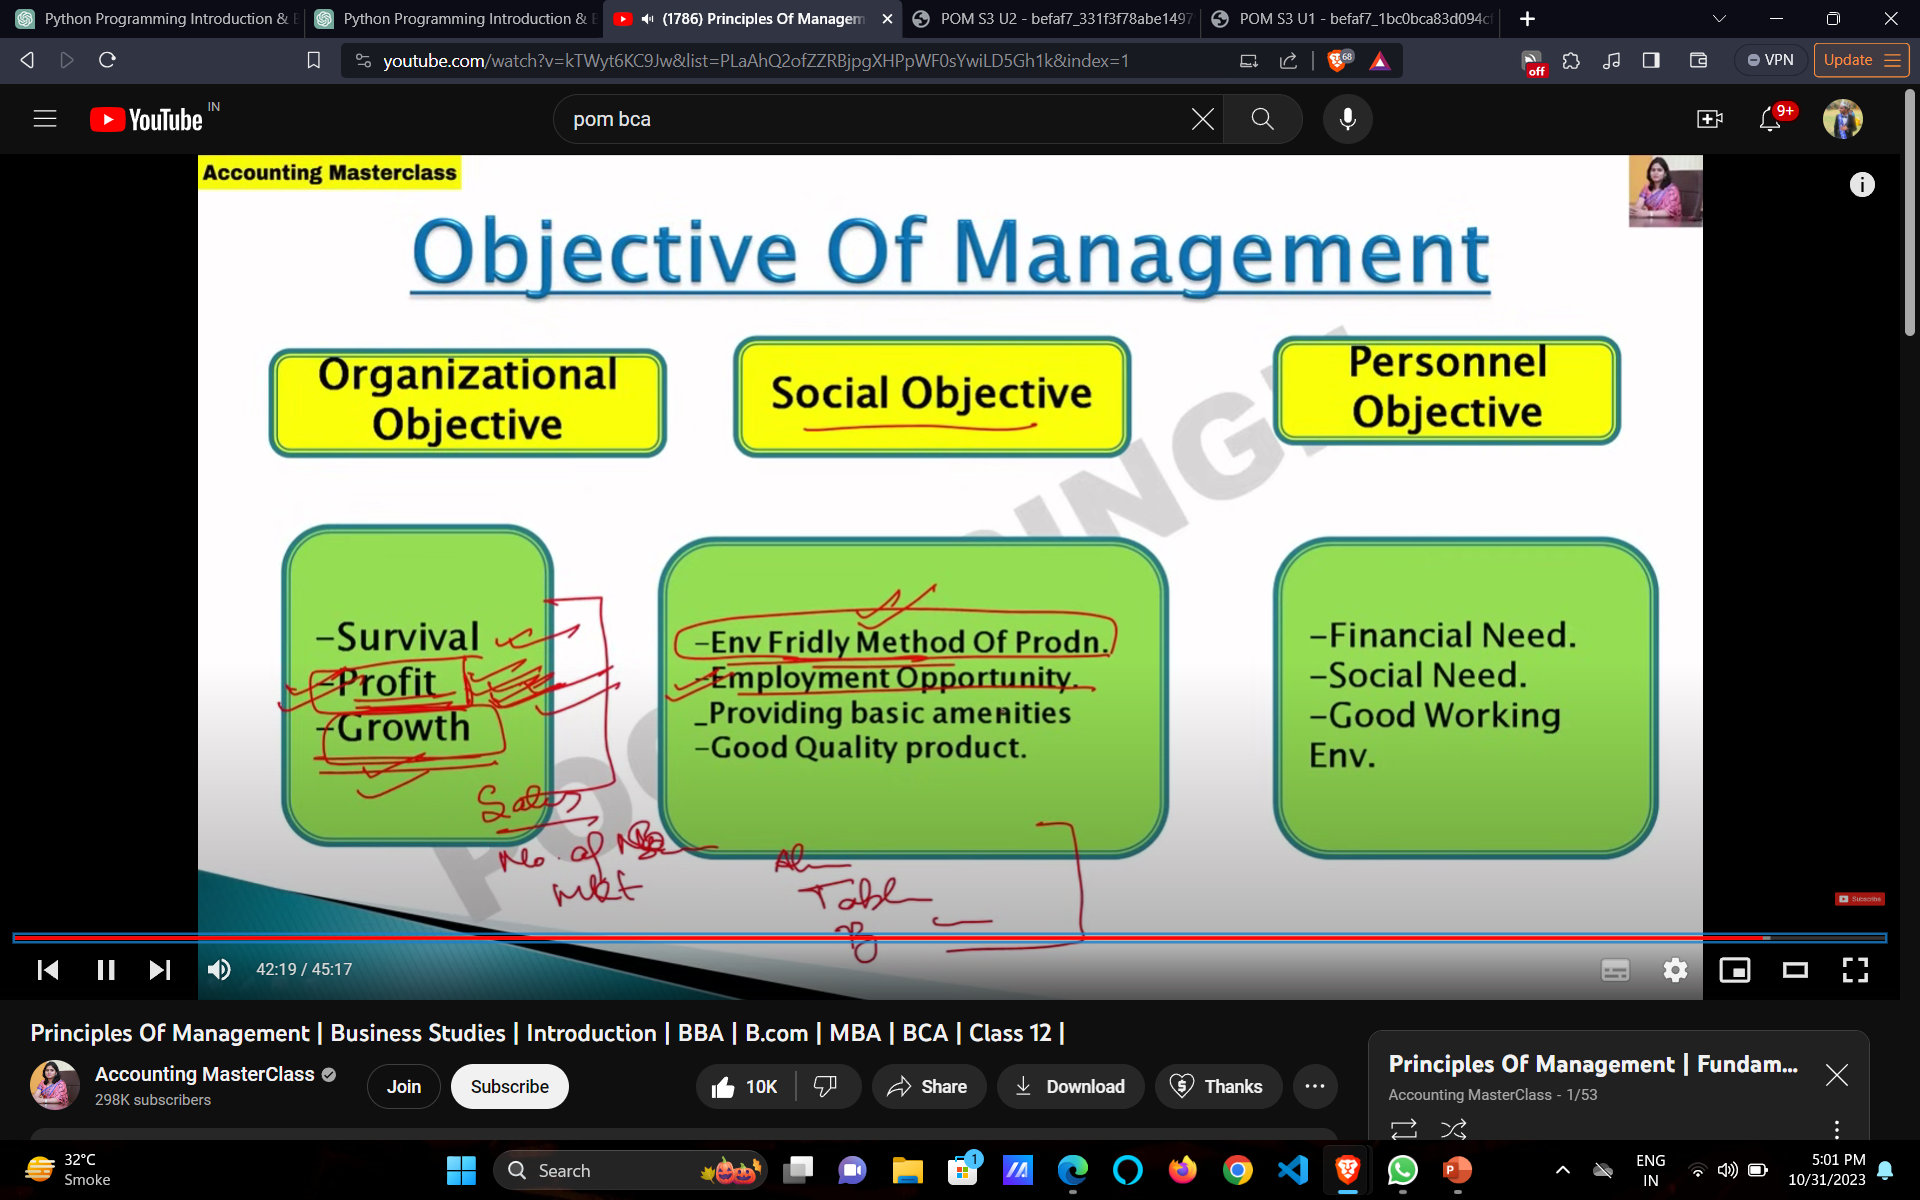 Python Programming Introduction & E
Python Programming Introduction & E
(1786) Principles Of Managem
POM S3 U2 - befaf7_331f3f78abe1497
POM S3 U1 - befaf7_1bc0bca83d094c
youtube.com/watch?v=kTWyt6KC9Jw&list=PLaAhQ2ofZZRBjpgXHPpWF0sYwiLD5Gh1k&index=1
68
off
VPN
Update
YouTube IN
pom bca
9+
Accounting Masterclass
Objective Of Management
Organizational
Objective
Social Objective
Personnel
Objective
-Survival
-Profit
-Growth
-Env Fridly Method Of Prodn.
-Employment Opportunity.
_Providing basic amenities
-Good Quality product.
-Financial Need.
-Social Need.
-Good Working
Env.
Sales
No. of
mkt
Table
Subscribe
42:19 / 45:17
Principles Of Management | Business Studies | Introduction | BBA | B.com | MBA | BCA | Class 12 |
Accounting MasterClass
298K subscribers
Join
Subscribe
10K
Share
Download
Thanks
Principles Of Management | Fundam...
Accounting MasterClass - 1/53
32°C
Smoke
Search
1
ENG
IN
5:01 PM
10/31/2023